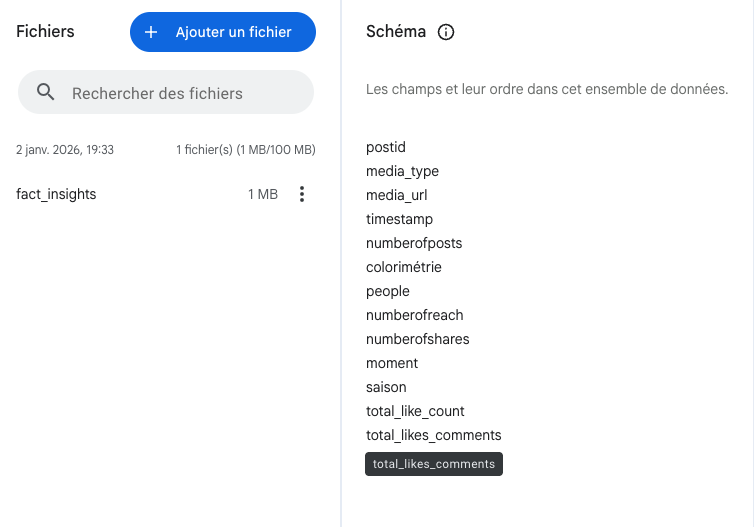 Fichiers
+ Ajouter un fichier
Rechercher des fichiers
2 janv. 2026, 19:33
1 fichier(s) (1 MB/100 MB)
fact_insights
1 MB
Schéma
Les champs et leur ordre dans cet ensemble de données.
postid
media_type
media_url
timestamp
numberofposts
colorimétrie
people
numberofreach
numberofshares
moment
saison
total_like_count
total_likes_comments
total_likes_comments